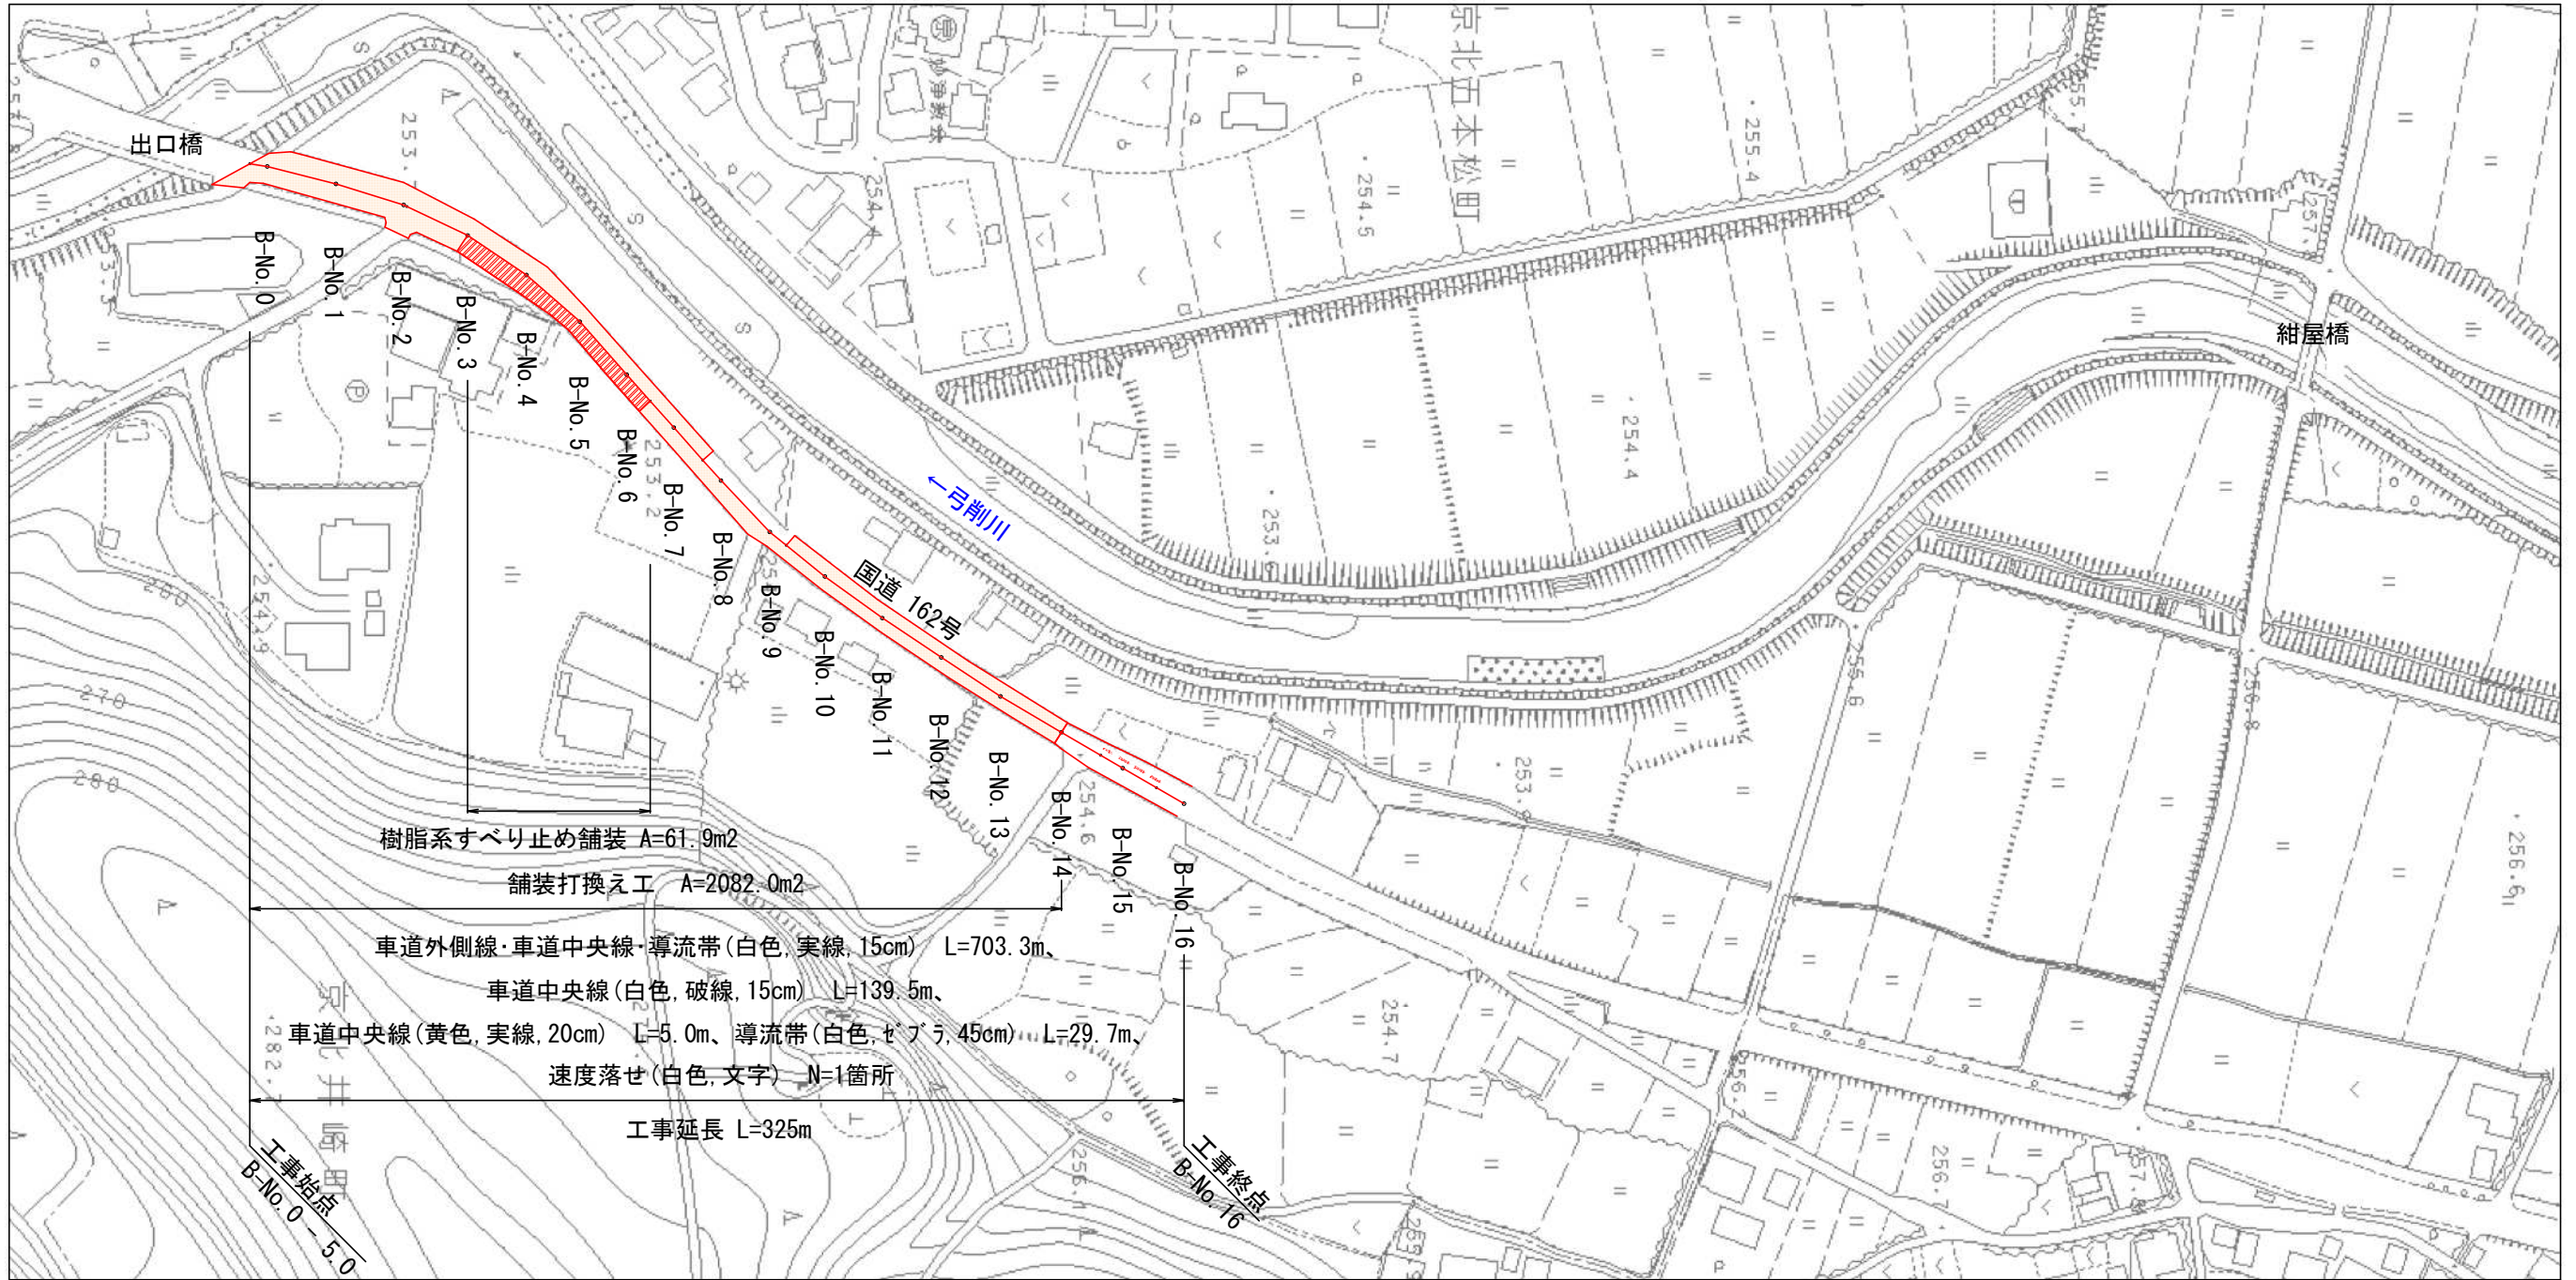 出口橋
京北五本松町
紺屋橋
B-No.0
B-No.1
B-No.2
B-No.3
B-No.4
B-No.5
B-No.6
B-No.7
B-No.8
B-No.9
B-No.10
B-No.11
B-No.12
B-No.13
B-No.14
B-No.15
B-No.16
←弓削川
国道 162号
255.4
254.5
254.4
253.2
254.9
254.6
255.6
256.8
256.6
254.7
282.7
260
270
280
樹脂系すべり止め舗装 A=61.9m2
舗装打換え工 A=2082.0m2
車道外側線･車道中央線･導流帯(白色,実線,15cm) L=703.3m、
車道中央線(白色,破線,15cm) L=139.5m、
車道中央線(黄色,実線,20cm) L=5.0m、導流帯(白色,ｾﾞﾌﾞﾗ,45cm) L=29.7m、
速度落せ(白色,文字) N=1箇所
工事延長 L=325m
京北井崎町
工事始点
B-No.0 - 5.0
工事終点
B-No.16